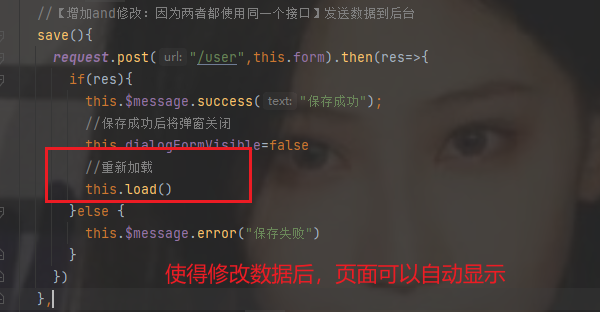 //【增加and修改：因为两者都使用同一个接口】发送数据到后台
save(){
request.post( url: "/user",this.form).then(res=>{
if(res){
this.$message.success( text: "保存成功");
//保存成功后将弹窗关闭
this.dialogFormVisible=false
//重新加载
this.load()
}else {
this.$message.error("保存失败")
}
})
使得修改数据后，页面可以自动显示
},